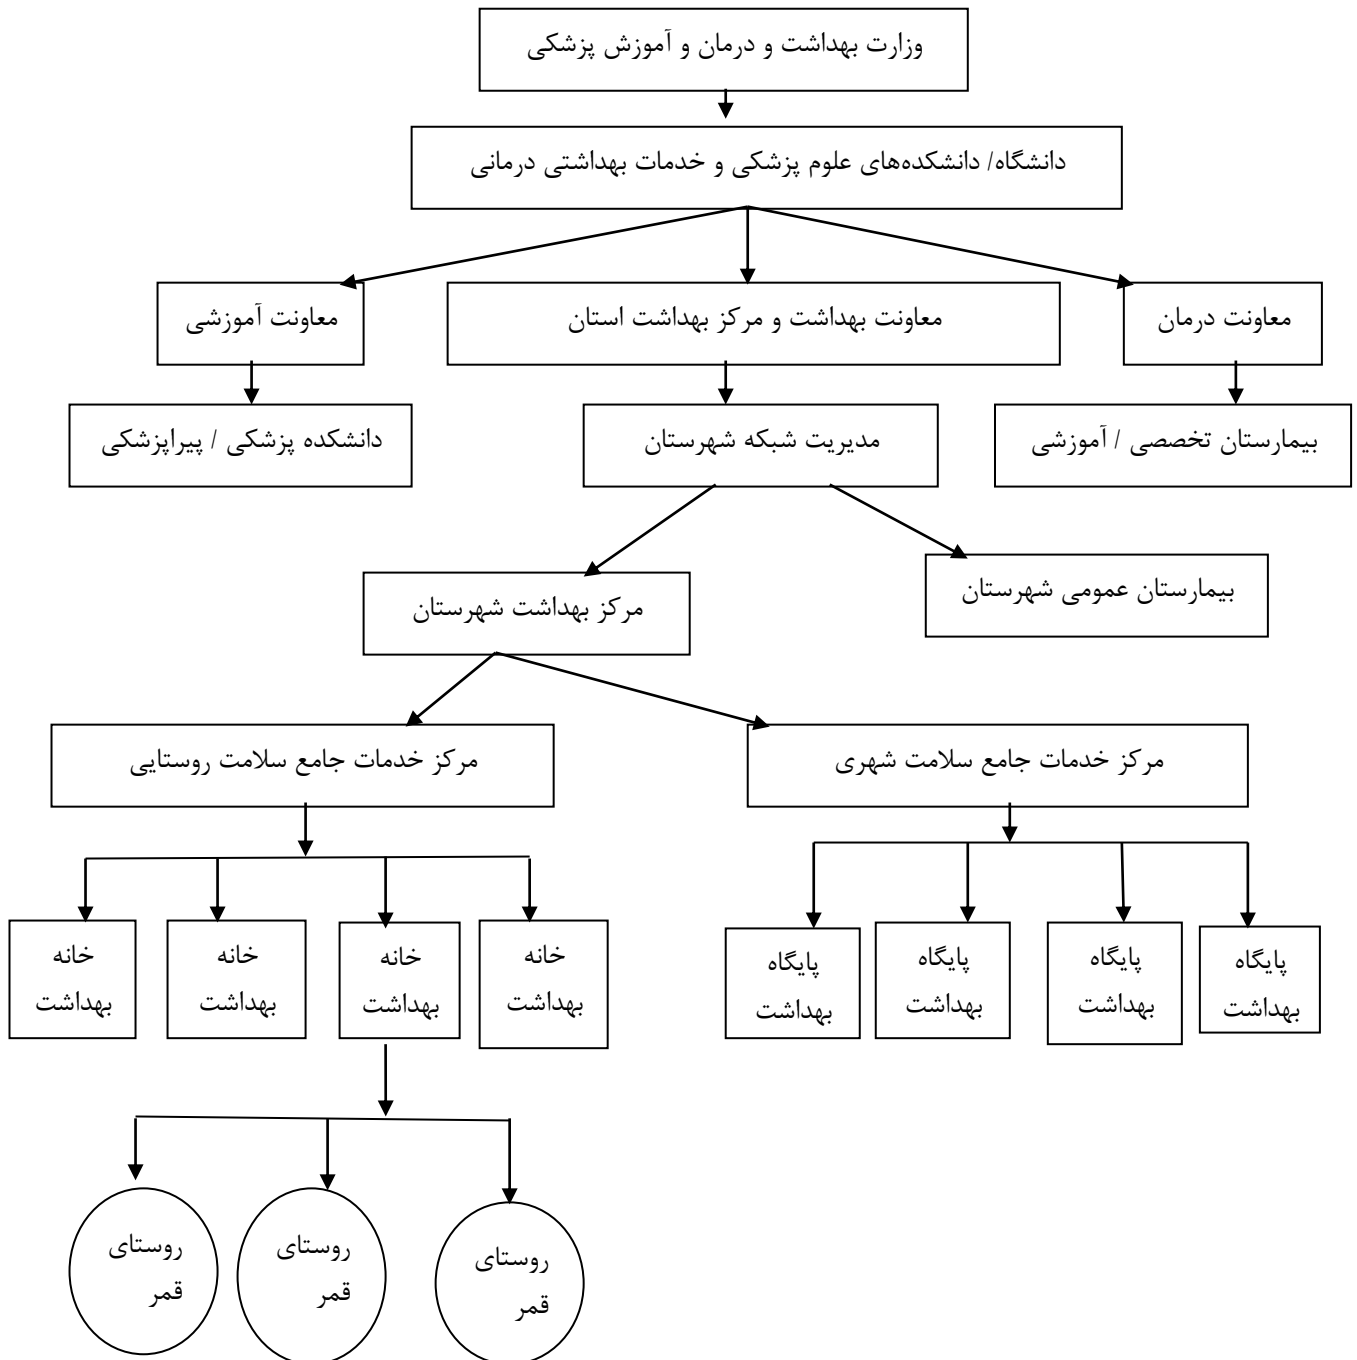 وزارت بهداشت و درمان و آموزش پزشکی
دانشگاه/ دانشکده‌های علوم پزشکی و خدمات بهداشتی درمانی
معاونت درمان
معاونت بهداشت و مرکز بهداشت استان
معاونت آموزشی
بیمارستان تخصصی / آموزشی
مدیریت شبکه شهرستان
دانشکده پزشکی / پیراپزشکی
بیمارستان عمومی شهرستان
مرکز بهداشت شهرستان
مرکز خدمات جامع سلامت شهری
مرکز خدمات جامع سلامت روستایی
پایگاه
بهداشت
پایگاه
بهداشت
پایگاه
بهداشت
پایگاه
بهداشت
خانه
بهداشت
خانه
بهداشت
خانه
بهداشت
خانه
بهداشت
روستای
قمر
روستای
قمر
روستای
قمر